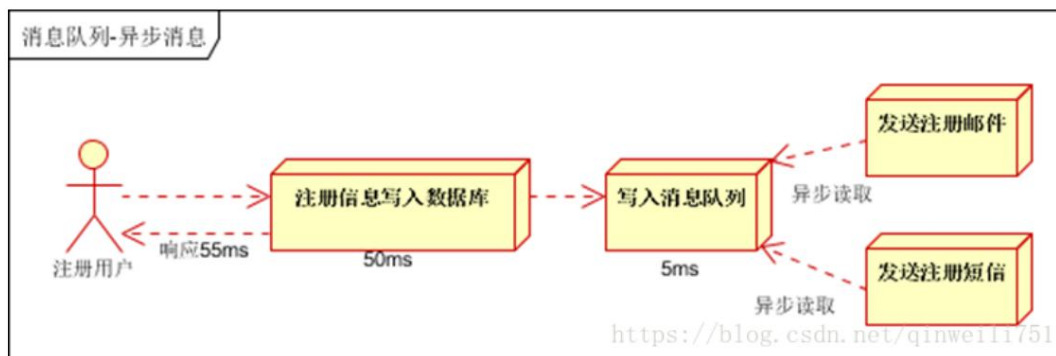 消息队列-异步消息
发送注册邮件
注册信息写入数据库
写入消息队列
异步读取
响应55ms
注册用户
50ms
5ms
发送注册短信
异步读取
https://blog.csdn.net/qinweili751